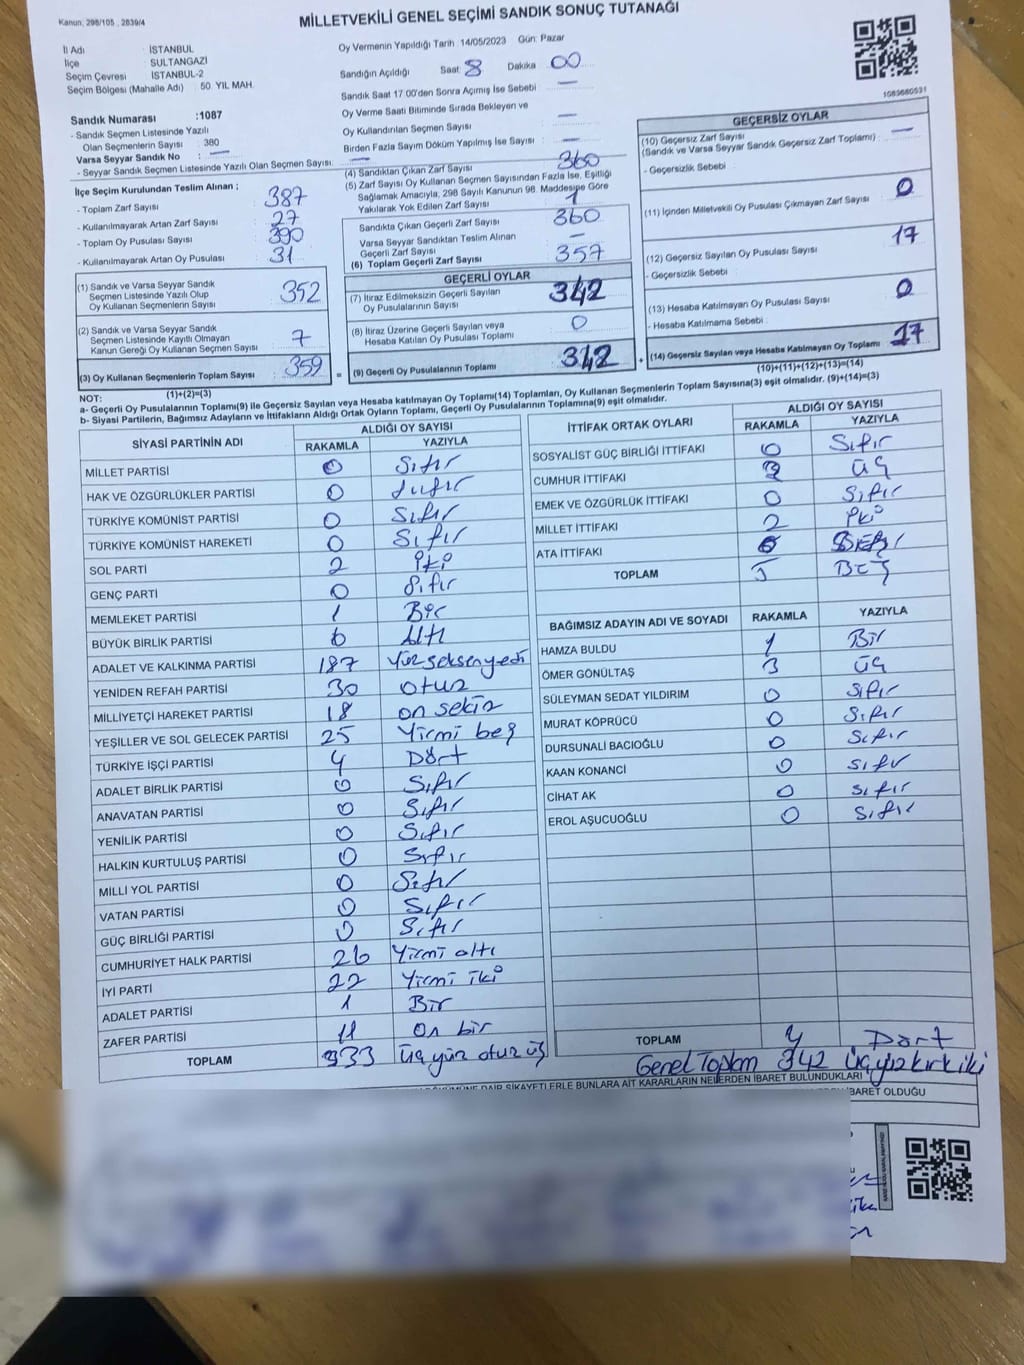 Kanun: 298/105 , 2839/4
MİLLETVEKİLİ GENEL SEÇİMİ SANDIK SONUÇ TUTANAĞI
İl Adı : İSTANBUL
İlçe : SULTANGAZİ
Seçim Çevresi : İSTANBUL-2
Seçim Bölgesi (Mahalle Adı) : 50. YIL MAH.
Oy Vermenin Yapıldığı Tarih :14/05/2023 Gün: Pazar
Sandığın Açıldığı Saat 8 Dakika 00
Sandık Saat 17:00'den Sonra Açımış İse Sebebi —
Oy Verme Saati Bitiminde Sırada Bekleyen ve
Oy Kullandırılan Seçmen Sayısı —
Birden Fazla Sayım Döküm Yapılmış İse Sayısı —
1083680531
Sandık Numarası :1087
- Sandık Seçmen Listesinde Yazılı
Olan Seçmenlerin Sayısı : 380
Varsa Seyyar Sandık No : —
- Seyyar Sandık Seçmen Listesinde Yazılı Olan Seçmen Sayısı: —
İlçe Seçim Kurulundan Teslim Alınan ;
- Toplam Zarf Sayısı : 387
- Kullanılmayarak Artan Zarf Sayısı : 27
- Toplam Oy Pusulası Sayısı : 390
- Kullanılmayarak Artan Oy Pusulası : 31
(4) Sandıktan Çıkan Zarf Sayısı 360
(5) Zarf Sayısı Oy Kullanan Seçmen Sayısından Fazla İse, Eşitliği
Sağlamak Amacıyla, 298 Sayılı Kanunun 98. Maddesine Göre
Yakılarak Yok Edilen Zarf Sayısı 1
Sandıkta Çıkan Geçerli Zarf Sayısı 360
Varsa Seyyar Sandıktan Teslim Alınan
Geçerli Zarf Sayısı —
(6) Toplam Geçerli Zarf Sayısı 357
GEÇERSİZ OYLAR
(10) Geçersiz Zarf Sayısı
(Sandık ve Varsa Seyyar Sandık Geçersiz Zarf Toplamı) : —
- Geçersizlik Sebebi :
(11) İçinden Milletvekili Oy Pusulası Çıkmayan Zarf Sayısı : 0
(12) Geçersiz Sayılan Oy Pusulası Sayısı : 17
- Geçersizlik Sebebi :
(13) Hesaba Katılmayan Oy Pusulası Sayısı : 0
- Hesaba Katılmama Sebebi :
(14) Geçersiz Sayılan veya Hesaba Katılmayan Oy Toplamı : 17
(10)+(11)+(12)+(13)=(14)
(1) Sandık ve Varsa Seyyar Sandık
Seçmen Listesinde Yazılı Olup
Oy Kullanan Seçmenlerin Sayısı : 352
(2) Sandık ve Varsa Seyyar Sandık
Seçmen Listesinde Kayıtlı Olmayan
Kanun Gereği Oy Kullanan Seçmen Sayısı : 7
(3) Oy Kullanan Seçmenlerin Toplam Sayısı : 359
(1)+(2)=(3)
GEÇERLİ OYLAR
(7) İtiraz Edilmeksizin Geçerli Sayılan
Oy Pusulalarının Sayısı : 342
(8) İtiraz Üzerine Geçerli Sayılan veya
Hesaba Katılan Oy Pusulası Toplamı : 0
(9) Geçerli Oy Pusulalarının Toplamı : 342
NOT:
a- Geçerli Oy Pusulalarının Toplamı(9) ile Geçersiz Sayılan veya Hesaba katılmayan Oy Toplamı(14) Toplamları, Oy Kullanan Seçmenlerin Toplam Sayısına(3) eşit olmalıdır. (9)+(14)=(3)
b- Siyasi Partilerin, Bağımsız Adayların ve İttifakların Aldığı Ortak Oyların Toplamı, Geçerli Oy Pusulalarının Toplamına(9) eşit olmalıdır.
SİYASİ PARTİNİN ADI ALDIĞI OY SAYISI
RAKAMLA YAZIYLA
MİLLET PARTİSİ 0 Sıfır
HAK VE ÖZGÜRLÜKLER PARTİSİ 0 Sıfır
TÜRKİYE KOMÜNİST PARTİSİ 0 Sıfır
TÜRKİYE KOMÜNİST HAREKETİ 0 Sıfır
SOL PARTİ 2 İki
GENÇ PARTİ 0 Sıfır
MEMLEKET PARTİSİ 1 Bir
BÜYÜK BİRLİK PARTİSİ 6 Altı
ADALET VE KALKINMA PARTİSİ 187 Yüz seksen yedi
YENİDEN REFAH PARTİSİ 30 otuz
MİLLİYETÇİ HAREKET PARTİSİ 18 on sekiz
YEŞİLLER VE SOL GELECEK PARTİSİ 25 Yirmi beş
TÜRKİYE İŞÇİ PARTİSİ 4 Dört
ADALET BİRLİK PARTİSİ 0 Sıfır
ANAVATAN PARTİSİ 0 Sıfır
YENİLİK PARTİSİ 0 Sıfır
HALKIN KURTULUŞ PARTİSİ 0 Sıfır
MİLLİ YOL PARTİSİ 0 Sıfır
VATAN PARTİSİ 0 Sıfır
GÜÇ BİRLİĞİ PARTİSİ 0 Sıfır
CUMHURİYET HALK PARTİSİ 26 Yirmi altı
İYİ PARTİ 22 Yirmi iki
ADALET PARTİSİ 1 Bir
ZAFER PARTİSİ 11 On bir
TOPLAM 333 Üç yüz otuz üç
İTTİFAK ORTAK OYLARI ALDIĞI OY SAYISI
RAKAMLA YAZIYLA
SOSYALİST GÜÇ BİRLİĞİ İTTİFAKI 0 Sıfır
CUMHUR İTTİFAKI 3 üç
EMEK VE ÖZGÜRLÜK İTTİFAKI 0 Sıfır
MİLLET İTTİFAKI 2 İki
ATA İTTİFAKI
TOPLAM 5 BEŞ
BAĞIMSIZ ADAYIN ADI VE SOYADI RAKAMLA YAZIYLA
HAMZA BULDU 1 Bir
ÖMER GÖNÜLTAŞ 3 üç
SÜLEYMAN SEDAT YILDIRIM 0 Sıfır
MURAT KÖPRÜCÜ 0 Sıfır
DURSUNALİ BACIOĞLU 0 Sıfır
KAAN KONANCİ 0 Sıfır
CİHAT AK 0 Sıfır
EROL AŞUCUOĞLU 0 Sıfır
TOPLAM 4 Dört
Genel Toplam 342 üç yüz kırk iki
DÖKÜMÜNE DAİR ŞİKAYETLERLE BUNLARA AİT KARARLARIN NELERDEN İBARET BULUNDUKLARI
İBARET OLDUĞU